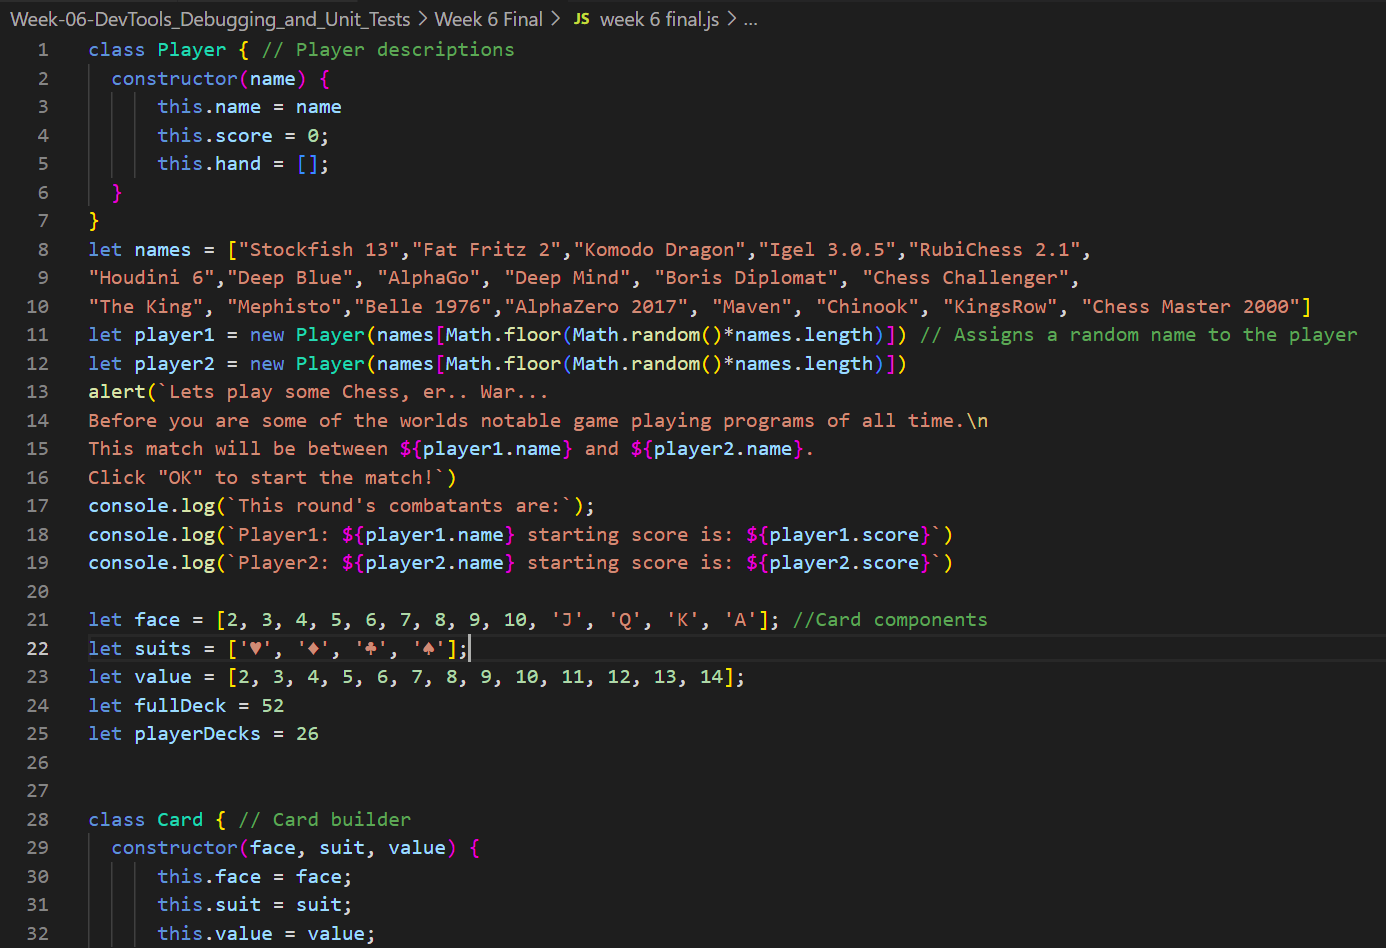 Week-06-DevTools_Debugging_and_Unit_Tests > Week 6 Final > JS week 6 final.js > ...
1 class Player { // Player descriptions
2   constructor(name) {
3       this.name = name
4       this.score = 0;
5       this.hand = [];
6   }
7 }
8 let names = ["Stockfish 13","Fat Fritz 2","Komodo Dragon","Igel 3.0.5","RubiChess 2.1",
9 "Houdini 6","Deep Blue", "AlphaGo", "Deep Mind", "Boris Diplomat", "Chess Challenger",
10 "The King", "Mephisto","Belle 1976","AlphaZero 2017", "Maven", "Chinook", "KingsRow", "Chess Master 2000"]
11 let player1 = new Player(names[Math.floor(Math.random()*names.length)]) // Assigns a random name to the player
12 let player2 = new Player(names[Math.floor(Math.random()*names.length)])
13 alert(`Lets play some Chess, er.. War...
14 Before you are some of the worlds notable game playing programs of all time.\n
15 This match will be between ${player1.name} and ${player2.name}.
16 Click "OK" to start the match!`)
17 console.log(`This round's combatants are:`);
18 console.log(`Player1: ${player1.name} starting score is: ${player1.score}`)
19 console.log(`Player2: ${player2.name} starting score is: ${player2.score}`)
20
21 let face = [2, 3, 4, 5, 6, 7, 8, 9, 10, 'J', 'Q', 'K', 'A']; //Card components
22 let suits = ['♥', '♦', '♣', '♠'];
23 let value = [2, 3, 4, 5, 6, 7, 8, 9, 10, 11, 12, 13, 14];
24 let fullDeck = 52
25 let playerDecks = 26
26
27
28 class Card { // Card builder
29   constructor(face, suit, value) {
30       this.face = face;
31       this.suit = suit;
32       this.value = value;